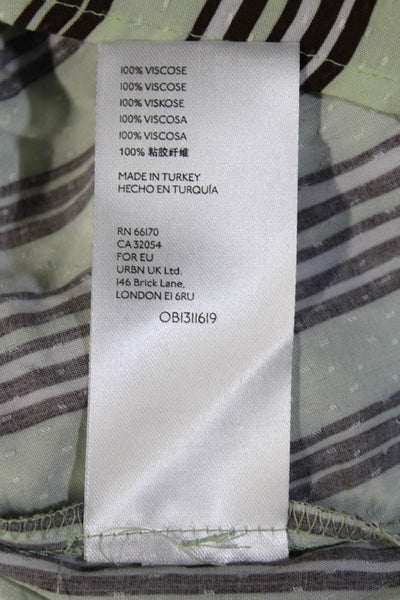 100% VISCOSE
100% VISCOSE
100% VISKOSE
100% VISCOSA
100% VISCOSA
100% 粘胶纤维
MADE IN TURKEY
HECHO EN TURQUÍA
RN 66170
CA 32054
FOR EU
URBN UK Ltd.
146 Brick Lane,
LONDON E1 6RU
OB1311619